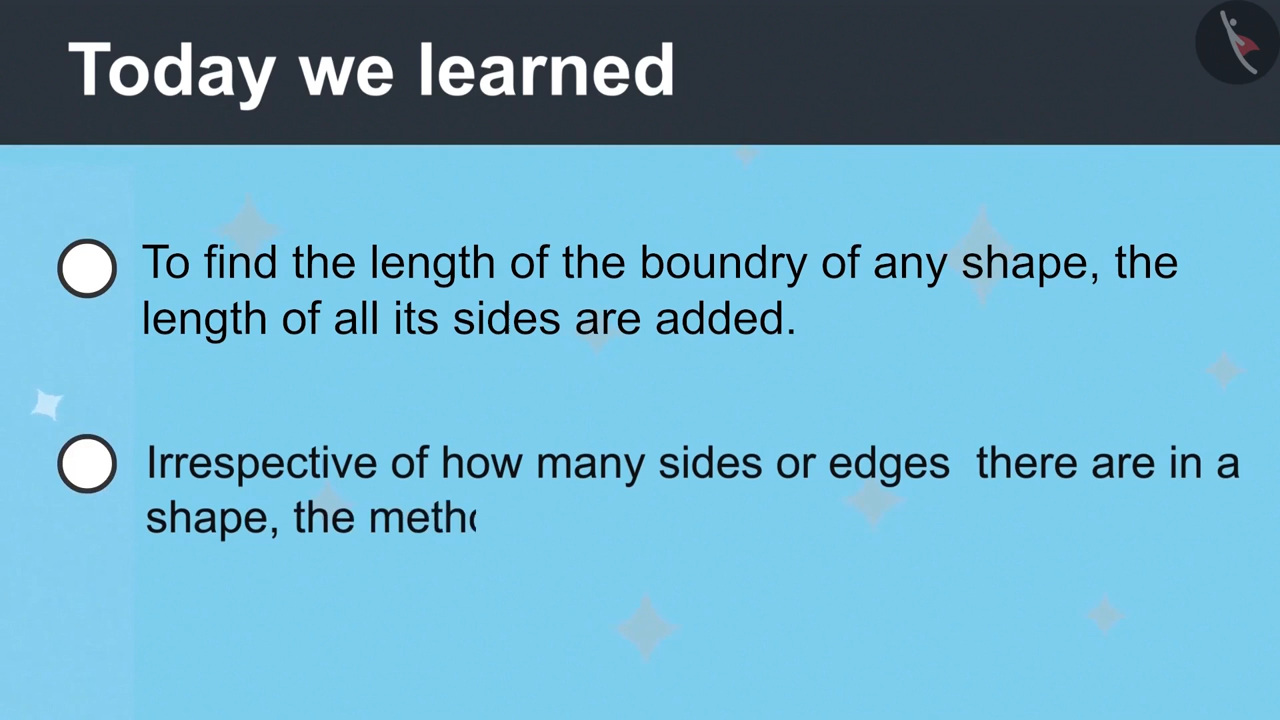 Today we learned
To find the length of the boundry of any shape, the
length of all its sides are added.
Irrespective of how many sides or edges there are in a
shape, the meth